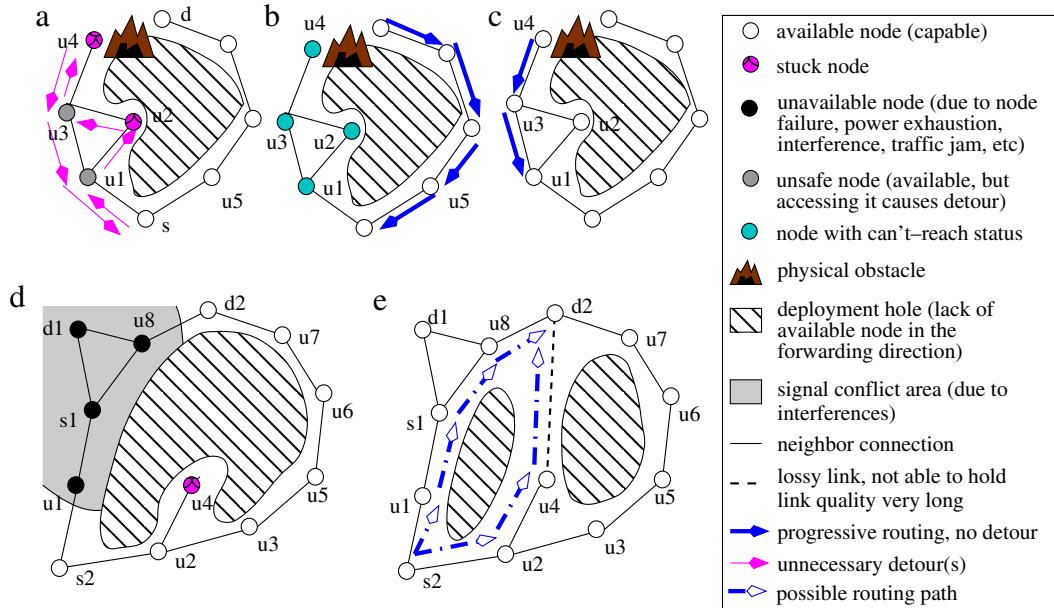 a
d
u4
u3
u2
u1
u5
s
b
u4
u3
u2
u1
u5
c
u4
u3
u2
u1
d
d1
u8
d2
u7
s1
u6
u1
u4
u5
u3
u2
s2
e
d1
u8
d2
u7
s1
u6
u1
u4
u5
u3
u2
s2
available node (capable)
stuck node
unavailable node (due to node
failure, power exhaustion,
interference, traffic jam, etc)
unsafe node (available, but
accessing it causes detour)
node with can't–reach status
physical obstacle
deployment hole (lack of
available node in the
forwarding direction)
signal conflict area (due to
interferences)
neighbor connection
lossy link, not able to hold
link quality very long
progressive routing, no detour
unnecessary detour(s)
possible routing path